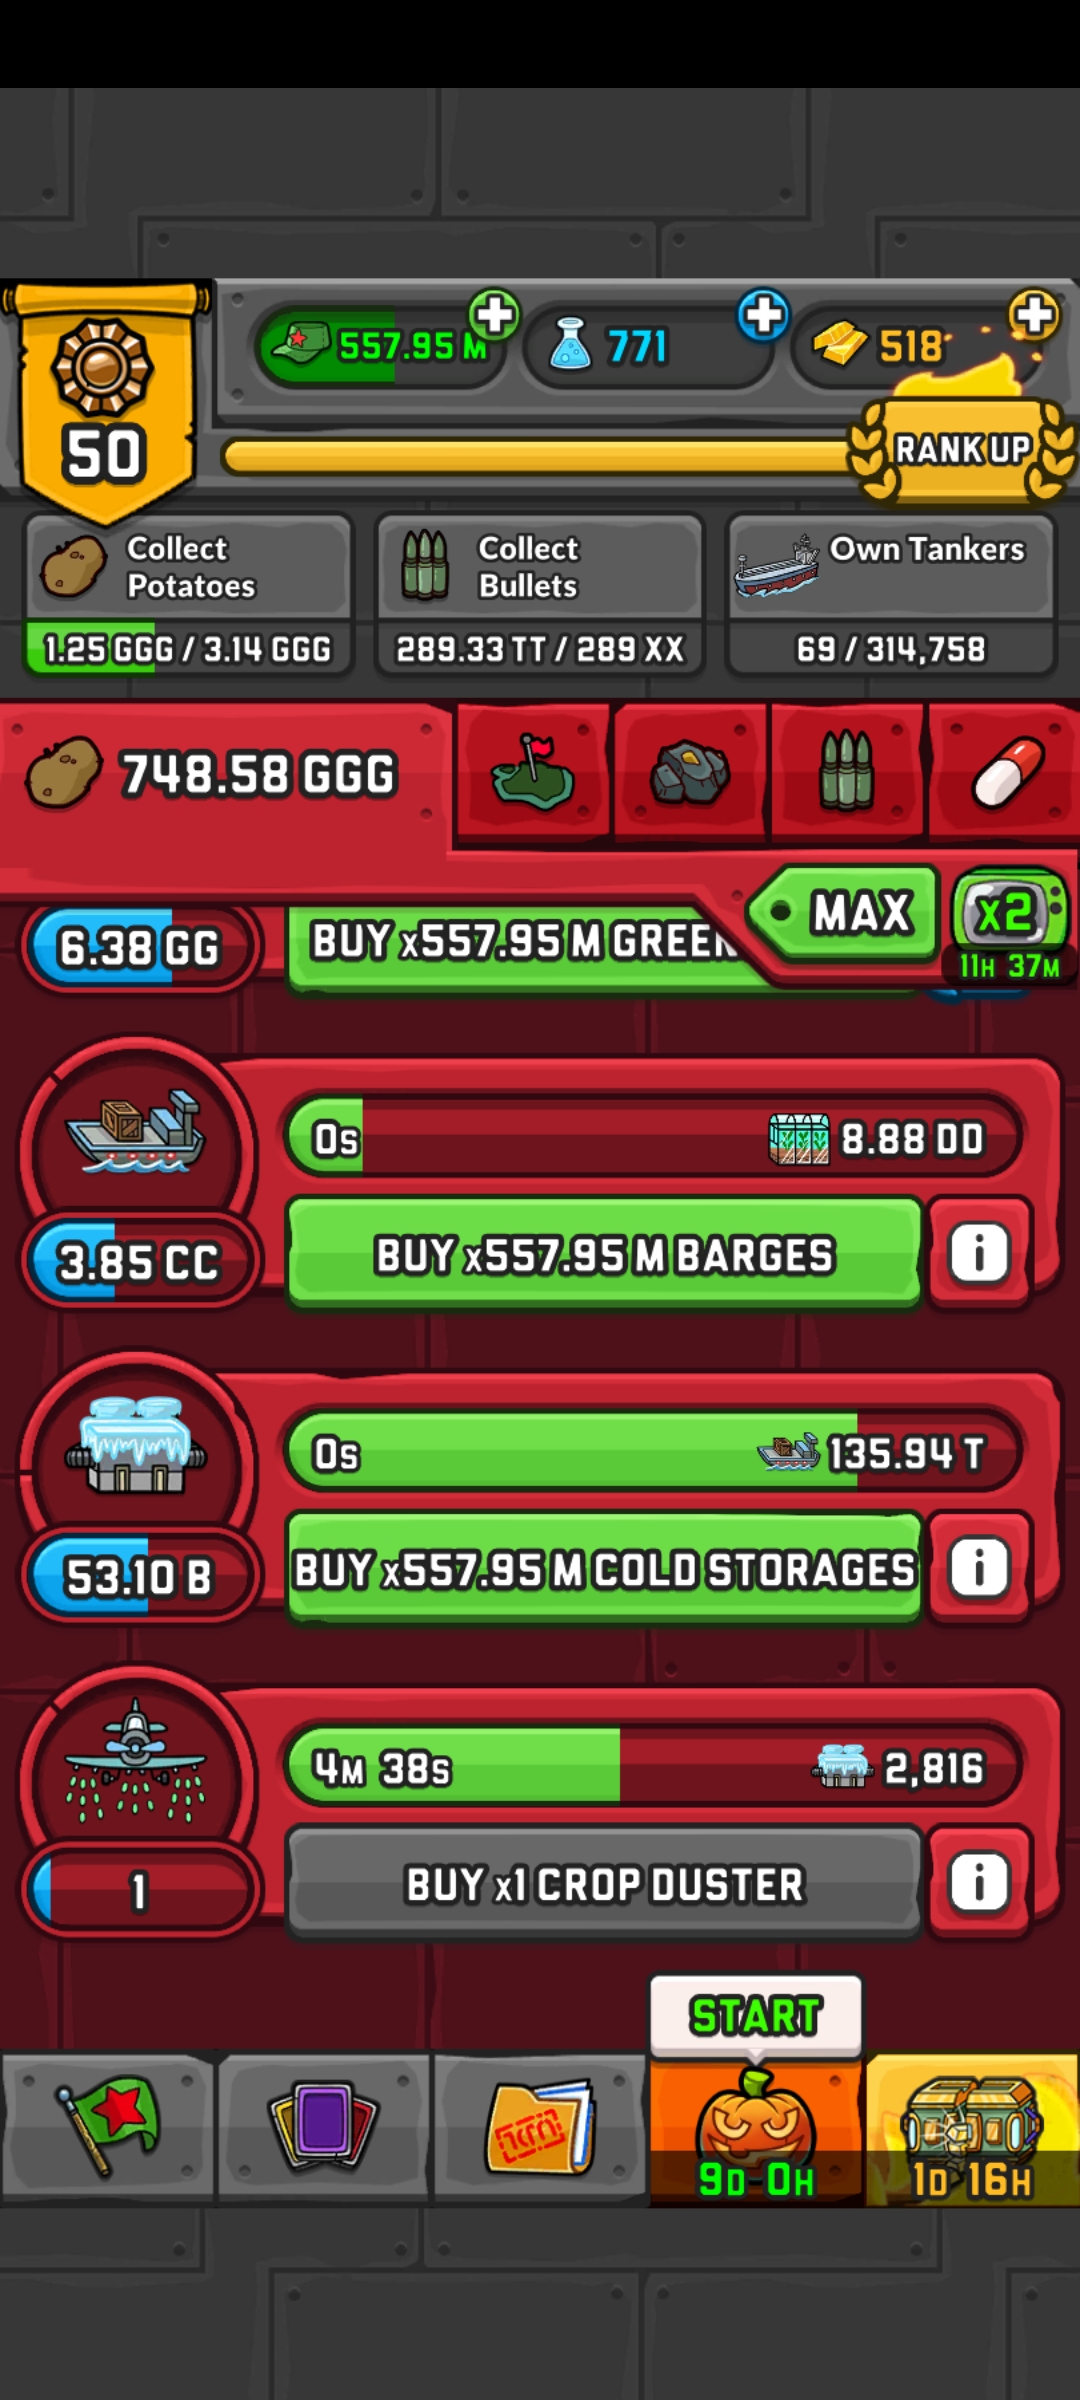 557.95 M
771
518
50
RANK UP
Collect
Potatoes
Collect
Bullets
Own Tankers
1.25 GGG / 3.14 GGG
289.33 TT / 289 XX
69 / 314,758
748.58 GGG
MAX
X2
11H 37M
6.38 GG
BUY x557.95 M GREEN
0s
8.88 DD
3.85 CC
BUY x557.95 M BARGES
i
0s
135.94 T
53.10 B
BUY x557.95 M COLD STORAGES
i
4M 38s
2,816
1
BUY x1 CROP DUSTER
i
START
9D 0H
1D 16H